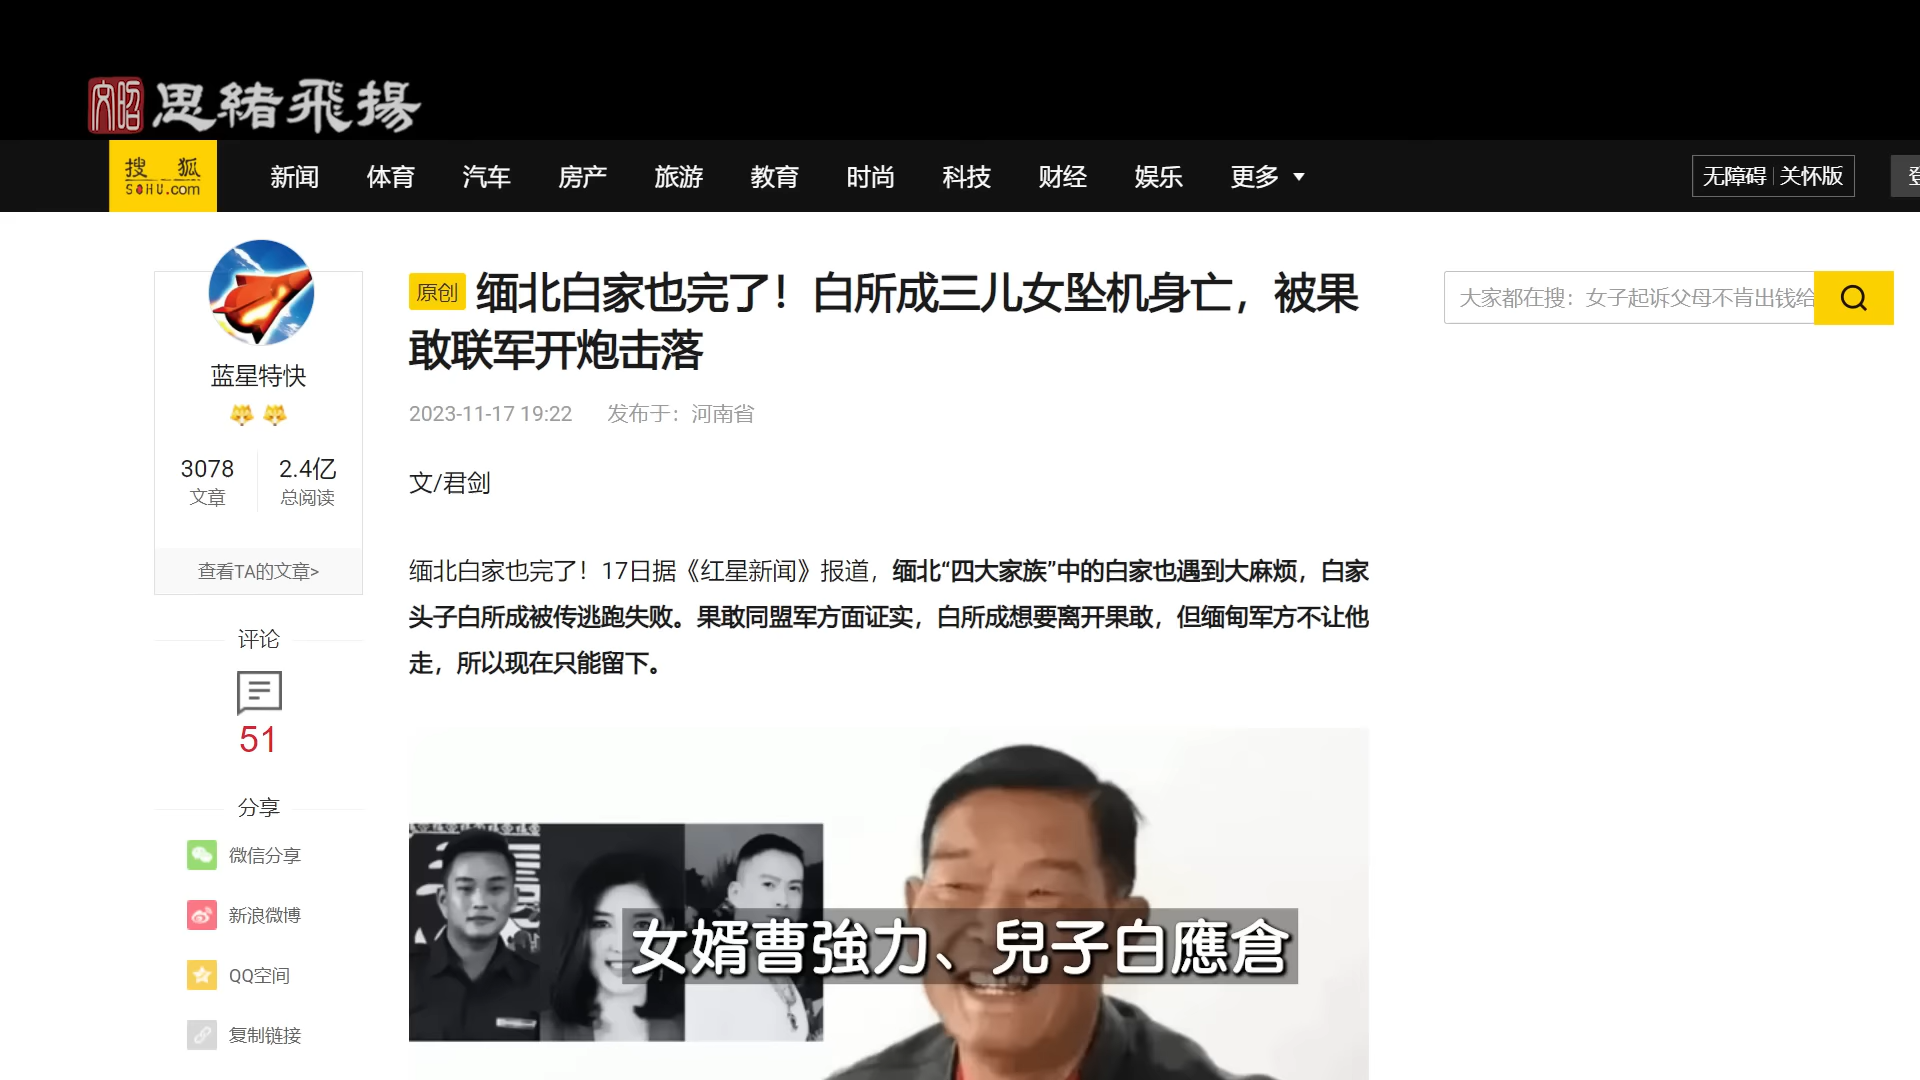 文昭
思緒飛揚
搜狐
SOHU.com
新闻 体育 汽车 房产 旅游 教育 时尚 科技 财经 娱乐 更多
无障碍 关怀版
登
蓝星特快
3078 2.4亿
文章 总阅读
查看TA的文章>
评论
51
分享
微信分享
新浪微博
QQ空间
复制链接
原创 缅北白家也完了！白所成三儿女坠机身亡，被果
敢联军开炮击落
2023-11-17 19:22 发布于：河南省
文/君剑
缅北白家也完了！17日据《红星新闻》报道，缅北“四大家族”中的白家也遇到大麻烦，白家
头子白所成被传逃跑失败。果敢同盟军方面证实，白所成想要离开果敢，但缅甸军方不让他
走，所以现在只能留下。
大家都在搜：女子起诉父母不肯出钱给
女婿曹強力、兒子白應倉